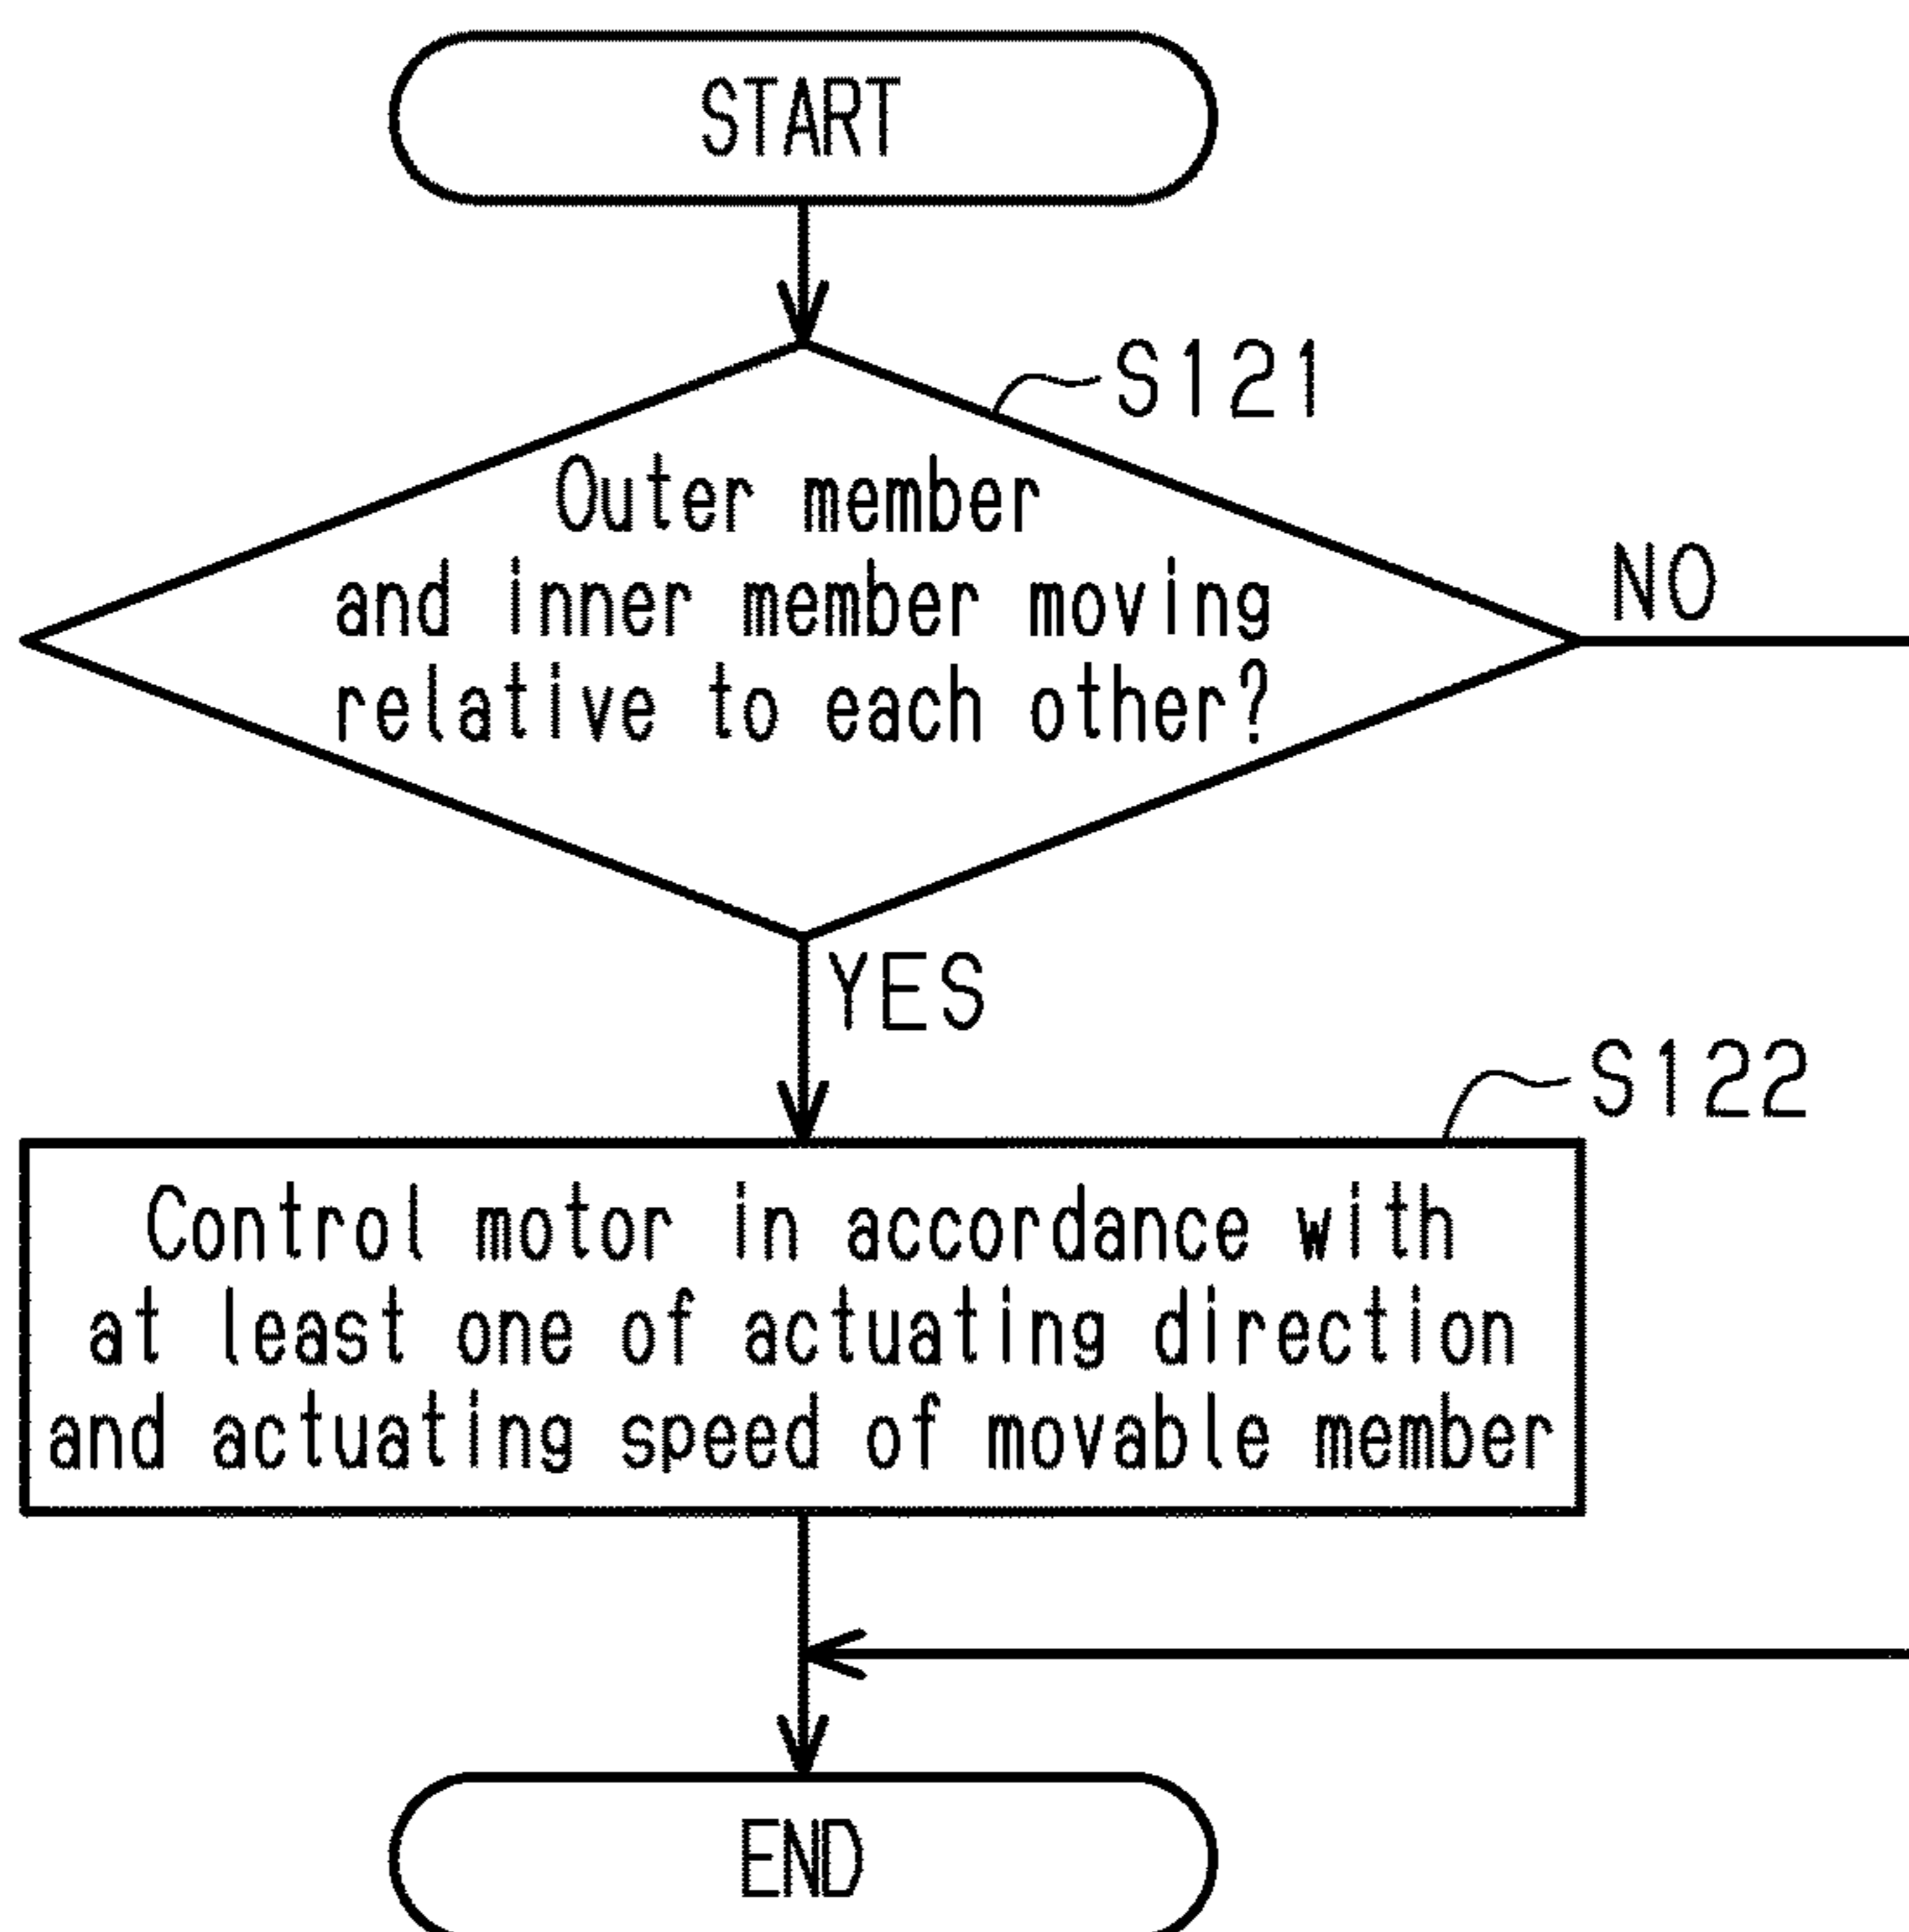 START
S121
Outer member
and inner member moving
relative to each other?
NO
YES
S122
Control motor in accordance with
at least one of actuating direction
and actuating speed of movable member
END